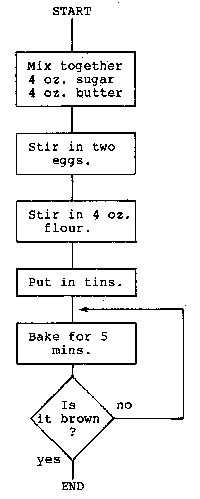 START
Mix together
4 oz. sugar
4 oz. butter
Stir in two
eggs.
Stir in 4 oz.
flour.
Put in tins.
Bake for 5
mins.
Is
it brown
?
no
yes
END